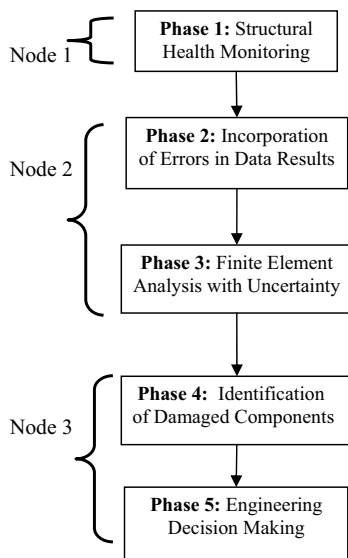 Node 1
Phase 1: Structural
Health Monitoring
Node 2
Phase 2: Incorporation
of Errors in Data Results
Phase 3: Finite Element
Analysis with Uncertainty
Node 3
Phase 4: Identification
of Damaged Components
Phase 5: Engineering
Decision Making